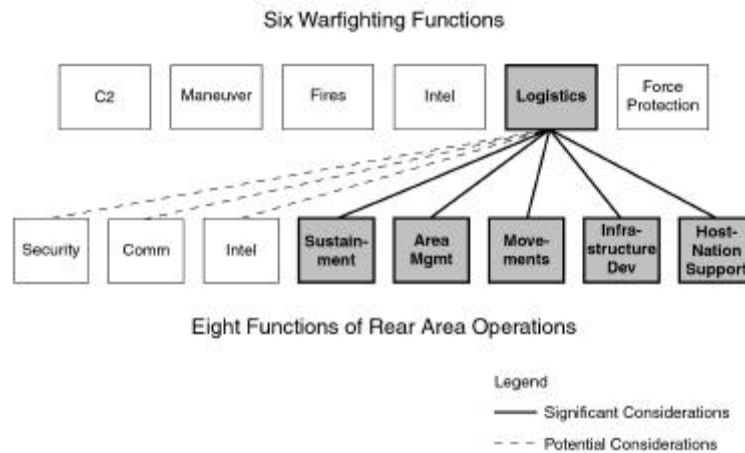 Six Warfighting Functions
C2
Maneuver
Fires
Intel
Logistics
Force
Protection
Security
Comm
Intel
Sustain-
ment
Area
Mgmt
Move-
ments
Infra-
structure
Dev
Host-
Nation
Support
Eight Functions of Rear Area Operations
Legend
Significant Considerations
Potential Considerations